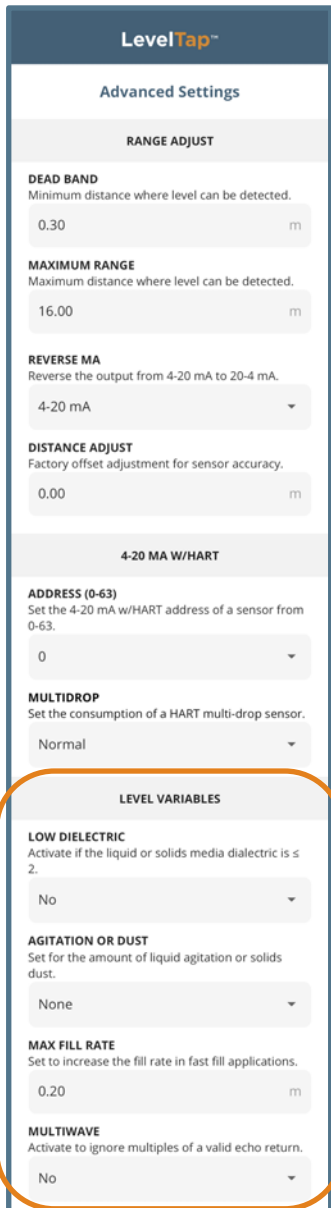 LevelTap™
Advanced Settings
RANGE ADJUST
DEAD BAND
Minimum distance where level can be detected.
0.30 m
MAXIMUM RANGE
Maximum distance where level can be detected.
16.00 m
REVERSE MA
Reverse the output from 4-20 mA to 20-4 mA.
4-20 mA
DISTANCE ADJUST
Factory offset adjustment for sensor accuracy.
0.00 m
4-20 MA W/HART
ADDRESS (0-63)
Set the 4-20 mA w/HART address of a sensor from
0-63.
0
MULTIDROP
Set the consumption of a HART multi-drop sensor.
Normal
LEVEL VARIABLES
LOW DIELECTRIC
Activate if the liquid or solids media dialectric is ≤
2.
No
AGITATION OR DUST
Set for the amount of liquid agitation or solids
dust.
None
MAX FILL RATE
Set to increase the fill rate in fast fill applications.
0.20 m
MULTIWAVE
Activate to ignore multiples of a valid echo return.
No